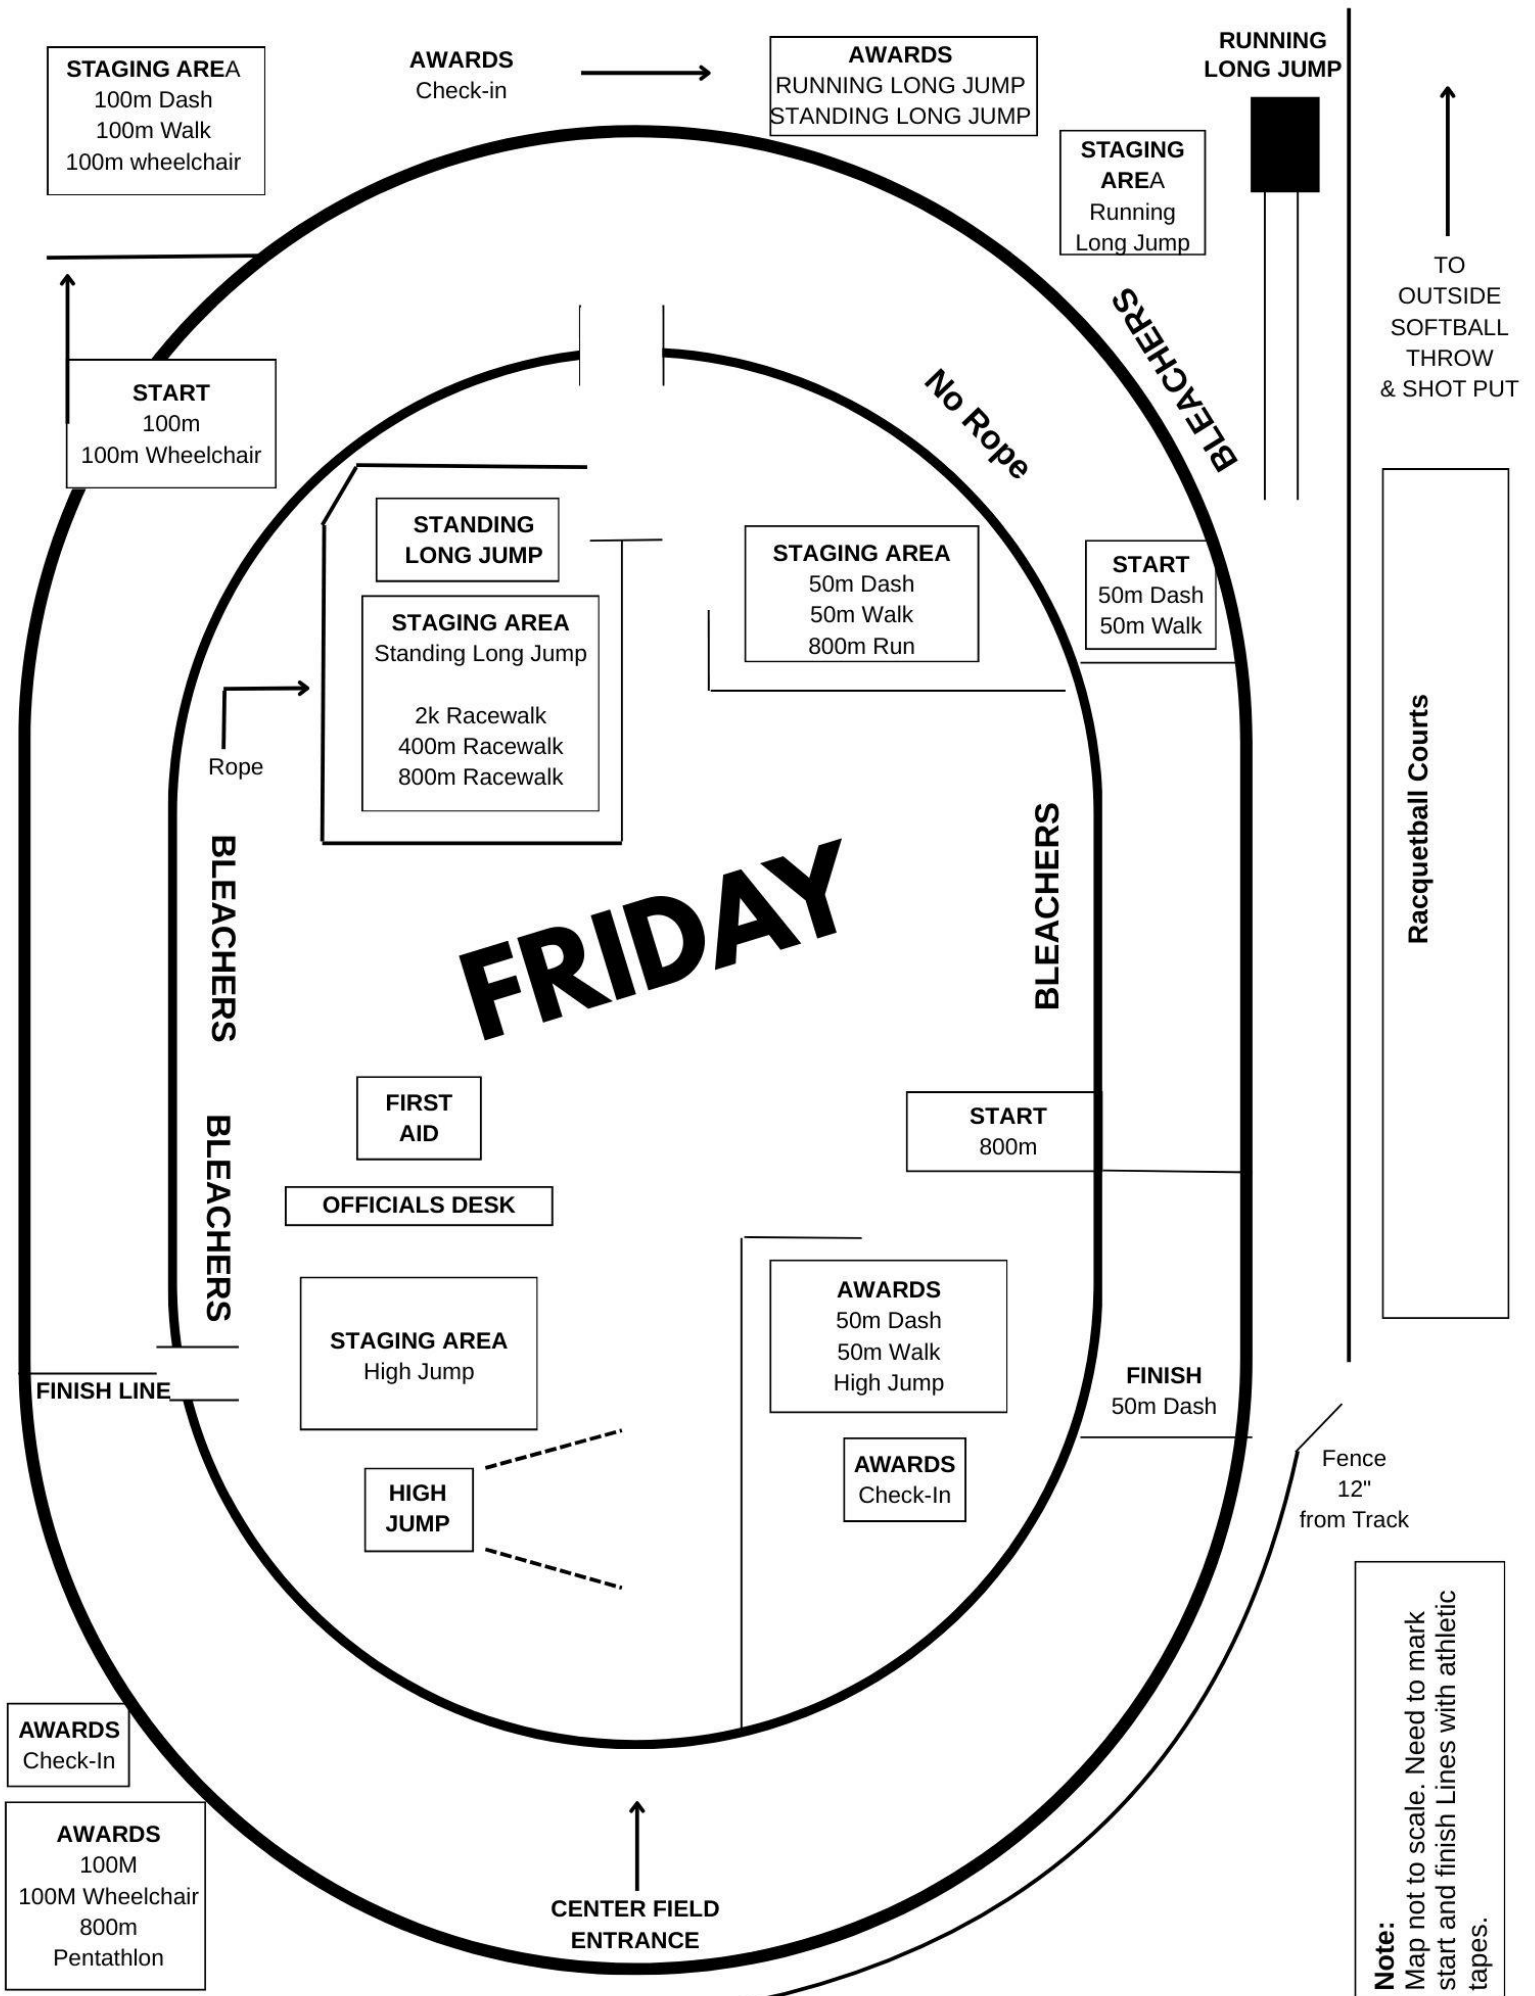 STAGING AREA
100m Dash
100m Walk
100m wheelchair
AWARDS
Check-in
AWARDS
RUNNING LONG JUMP
STANDING LONG JUMP
RUNNING
LONG JUMP
STAGING
AREA
Running
Long Jump
TO
OUTSIDE
SOFTBALL
THROW
& SHOT PUT
START
100m
100m Wheelchair
BLEACHERS
No Rope
STANDING
LONG JUMP
STAGING AREA
Standing Long Jump
2k Racewalk
400m Racewalk
800m Racewalk
STAGING AREA
50m Dash
50m Walk
800m Run
START
50m Dash
50m Walk
Rope
Racquetball Courts
BLEACHERS
FRIDAY
BLEACHERS
BLEACHERS
FIRST
AID
START
800m
OFFICIALS DESK
STAGING AREA
High Jump
AWARDS
50m Dash
50m Walk
High Jump
FINISH LINE
FINISH
50m Dash
AWARDS
Check-In
HIGH
JUMP
Fence
12"
from Track
AWARDS
Check-In
AWARDS
100M
100M Wheelchair
800m
Pentathlon
CENTER FIELD
ENTRANCE
Note:
Map not to scale. Need to mark
start and finish Lines with athletic
tapes.